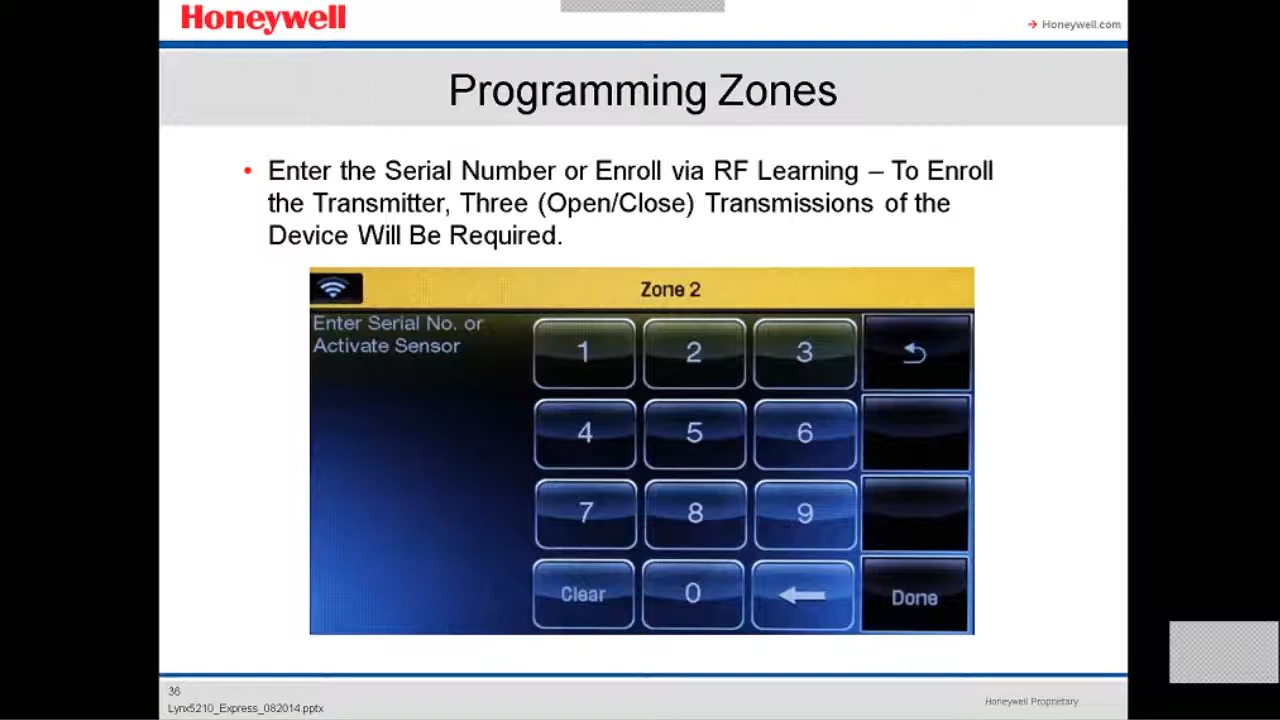 Honeywell
→ Honeywell.com
Programming Zones
• Enter the Serial Number or Enroll via RF Learning – To Enroll
the Transmitter, Three (Open/Close) Transmissions of the
Device Will Be Required.
Zone 2
Enter Serial No. or
Activate Sensor
1 2 3
4 5 6
7 8 9
Clear 0 Done
36
Lynx5210_Express_082014.pptx
Honeywell Proprietary